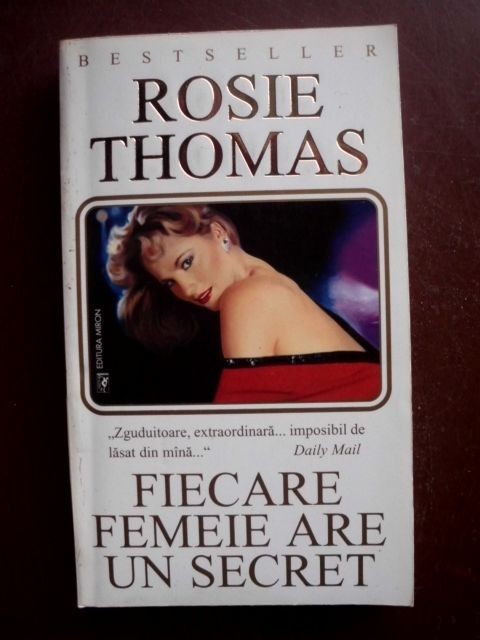 BESTSELLER
ROSIE
THOMAS
EDITURA MIRON
„Zguduitoare, extraordinară... imposibil de
lăsat din mînă...“ Daily Mail
FIECARE
FEMEIE ARE
UN SECRET